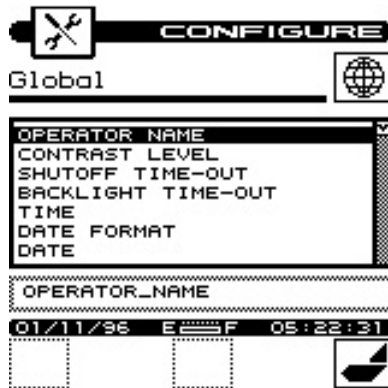 CONFIGURE
Global
OPERATOR NAME
CONTRAST LEVEL
SHUTOFF TIME-OUT
BACKLIGHT TIME-OUT
TIME
DATE FORMAT
DATE
OPERATOR_NAME
01/11/96 E F 05:22:31